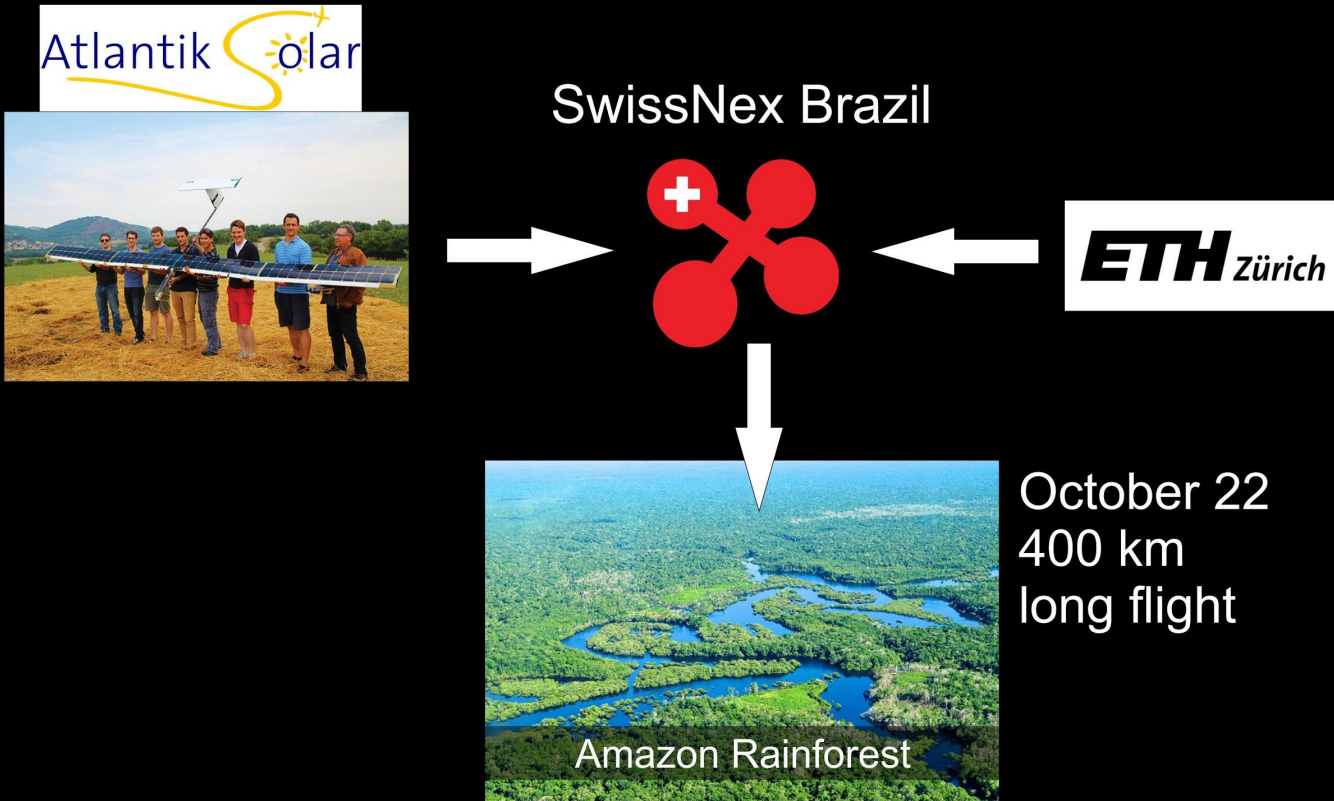 Atlantik Solar
SwissNex Brazil
ETH Zürich
October 22
400 km
long flight
Amazon Rainforest